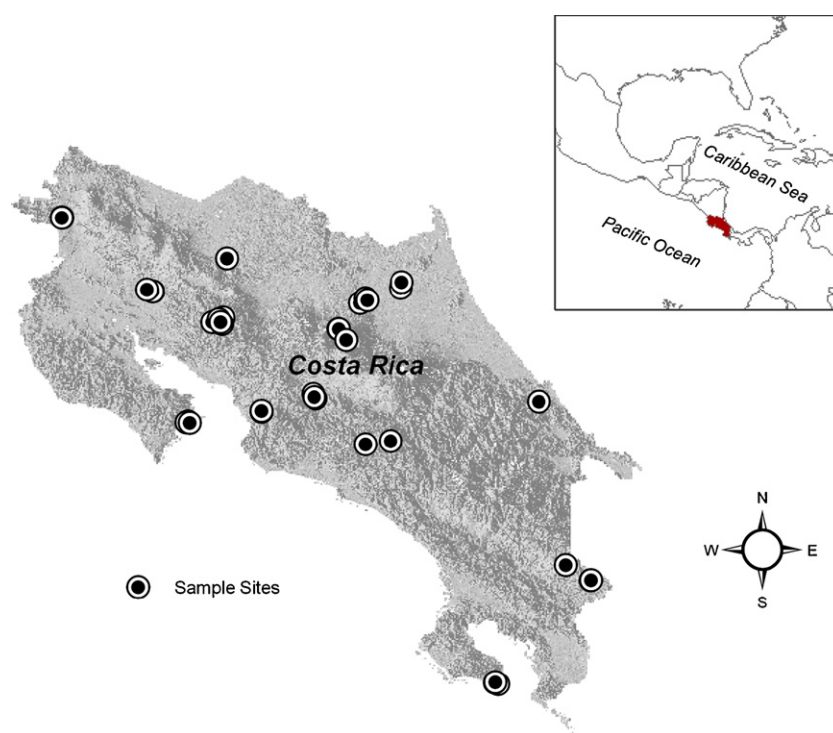 Caribbean Sea
Pacific Ocean
Costa Rica
N
W E
S
Sample Sites